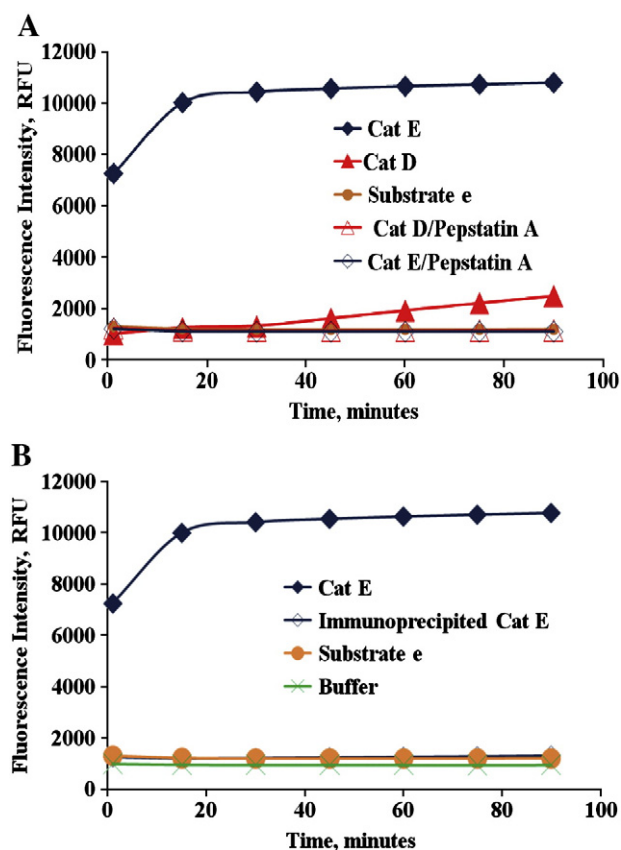 A
Fluorescence Intensity, RFU
12000
10000
8000
6000
4000
2000
0
Cat E
Cat D
Substrate e
Cat D/Pepstatin A
Cat E/Pepstatin A
0 20 40 60 80 100
Time, minutes
B
Fluorescence Intensity, RFU
12000
10000
8000
6000
4000
2000
0
Cat E
Immunoprecipited Cat E
Substrate e
Buffer
0 20 40 60 80 100
Time, minutes